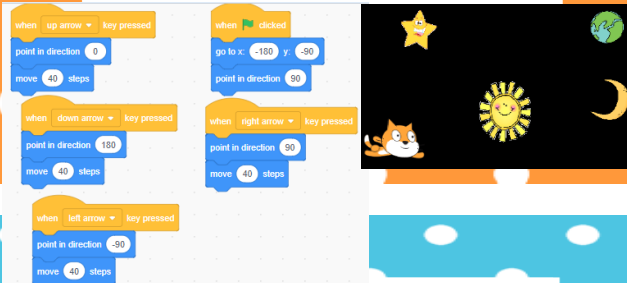 when up arrow key pressed
point in direction 0
move 40 steps
when clicked
go to x: -180 y: -90
point in direction 90
when down arrow key pressed
point in direction 180
move 40 steps
when right arrow key pressed
point in direction 90
move 40 steps
when left arrow key pressed
point in direction -90
move 40 steps